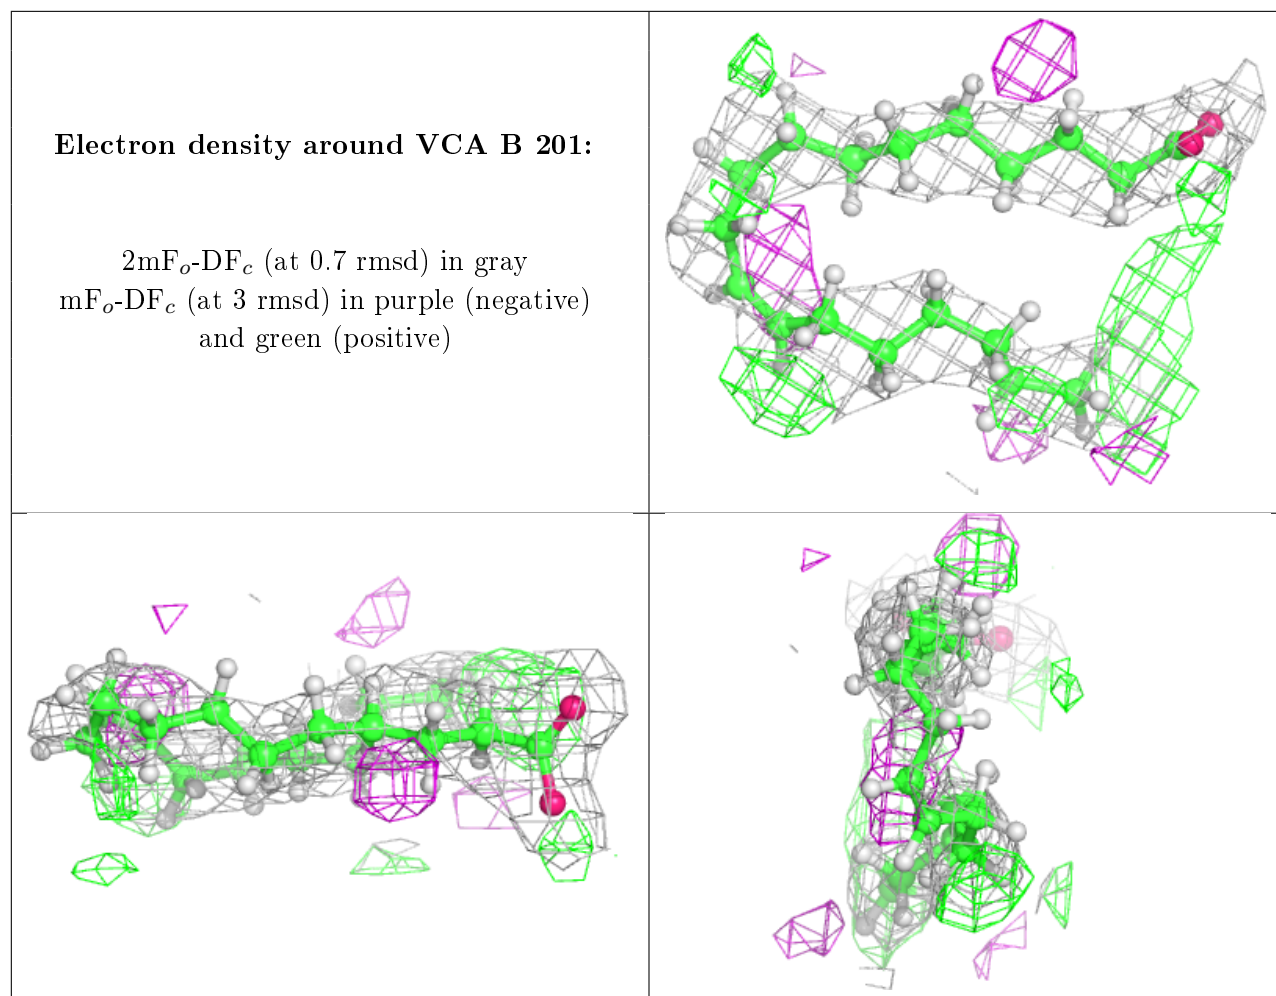 Electron density around VCA B 201:
2mFo-DFc (at 0.7 rmsd) in gray
mFo-DFc (at 3 rmsd) in purple (negative)
and green (positive)